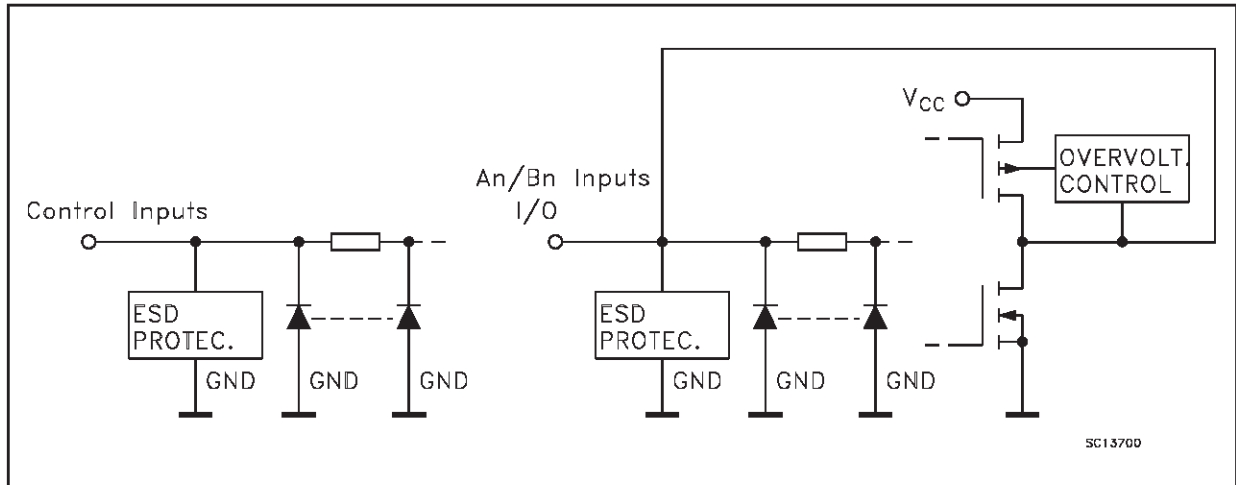 Control Inputs
ESD
PROTEC.
GND
GND
GND
An/Bn Inputs
I/O
ESD
PROTEC.
GND
GND
GND
VCC
OVERVOLT.
CONTROL
SC13700